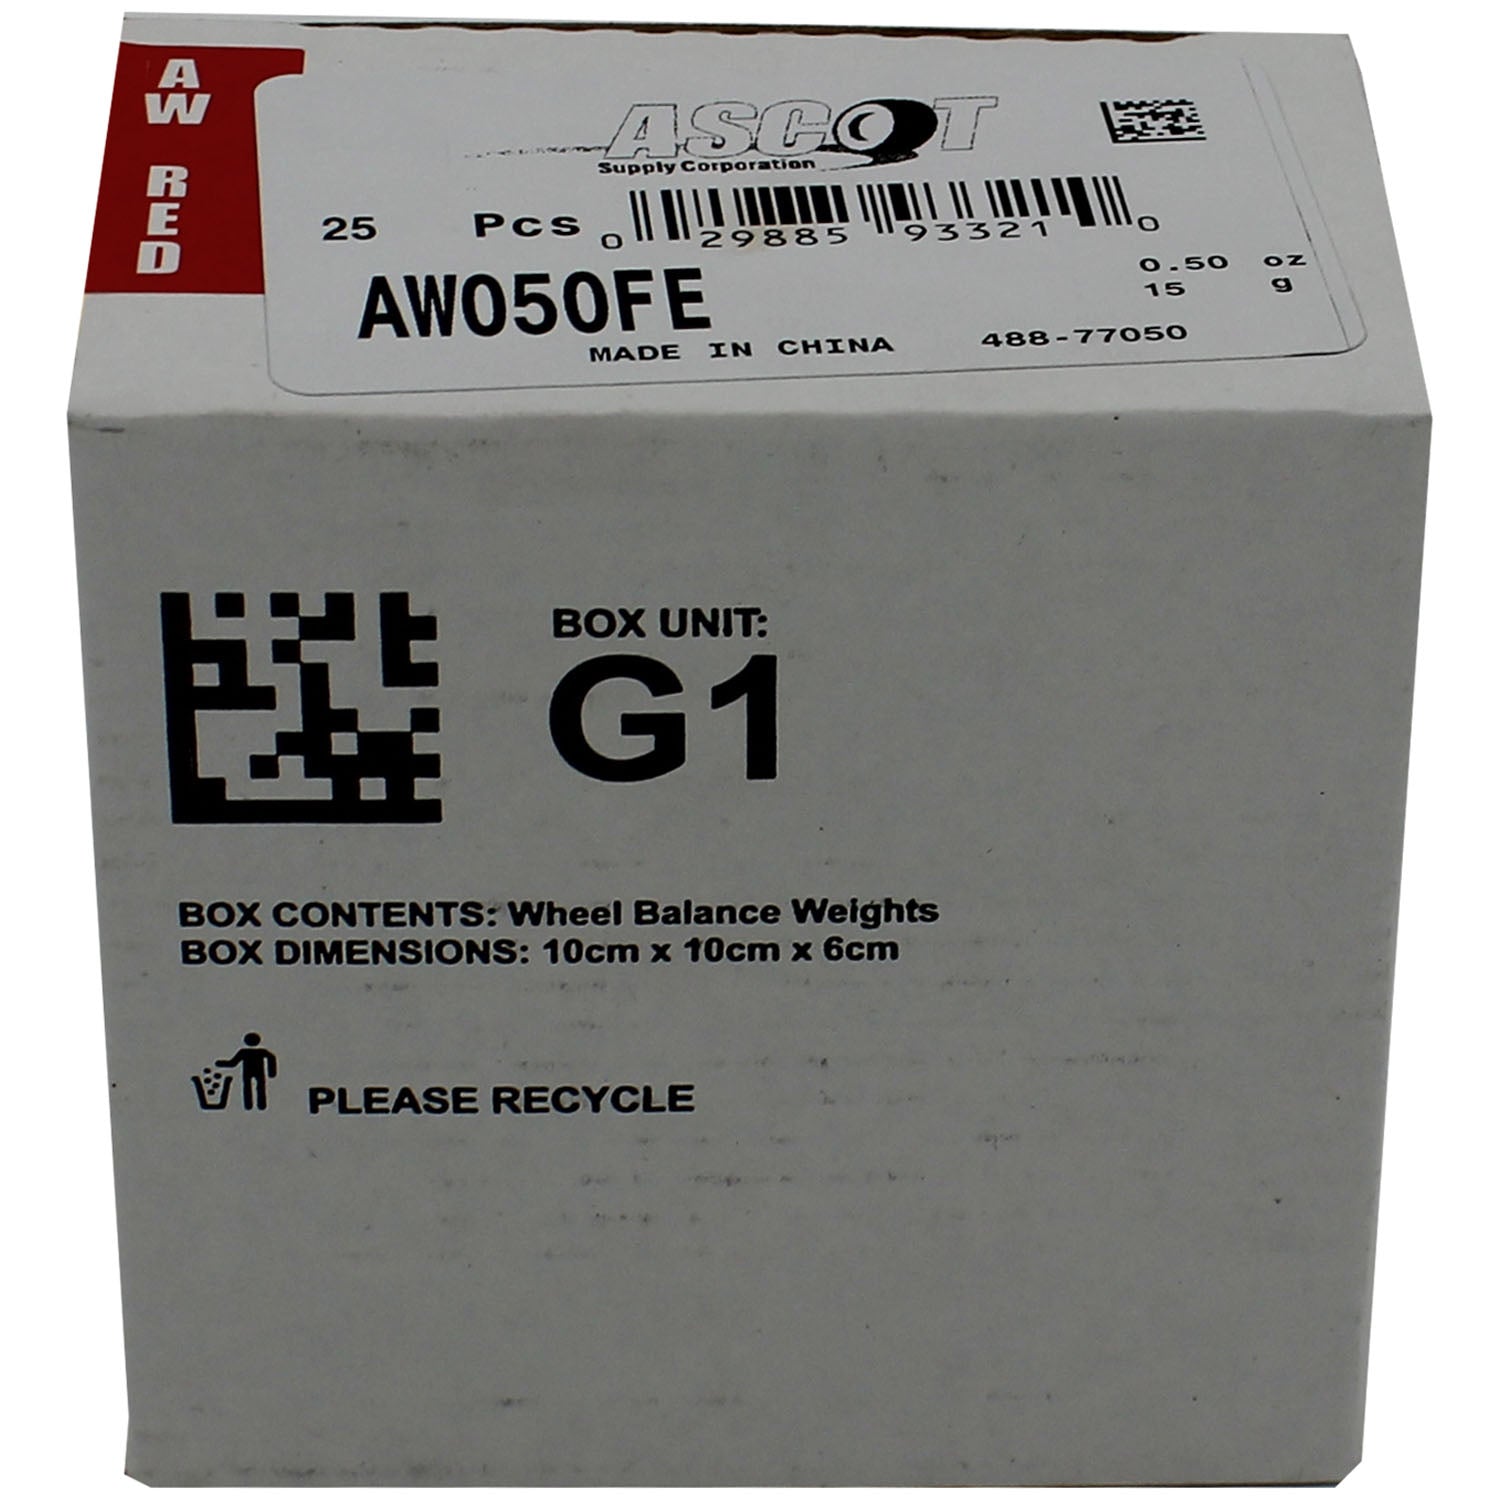 AW
RED
ASCOT
Supply Corporation
25 Pcs
0 29885 93321 0
AW050FE
0.50 oz
15 g
MADE IN CHINA
488-77050
BOX UNIT:
G1
BOX CONTENTS: Wheel Balance Weights
BOX DIMENSIONS: 10cm x 10cm x 6cm
PLEASE RECYCLE